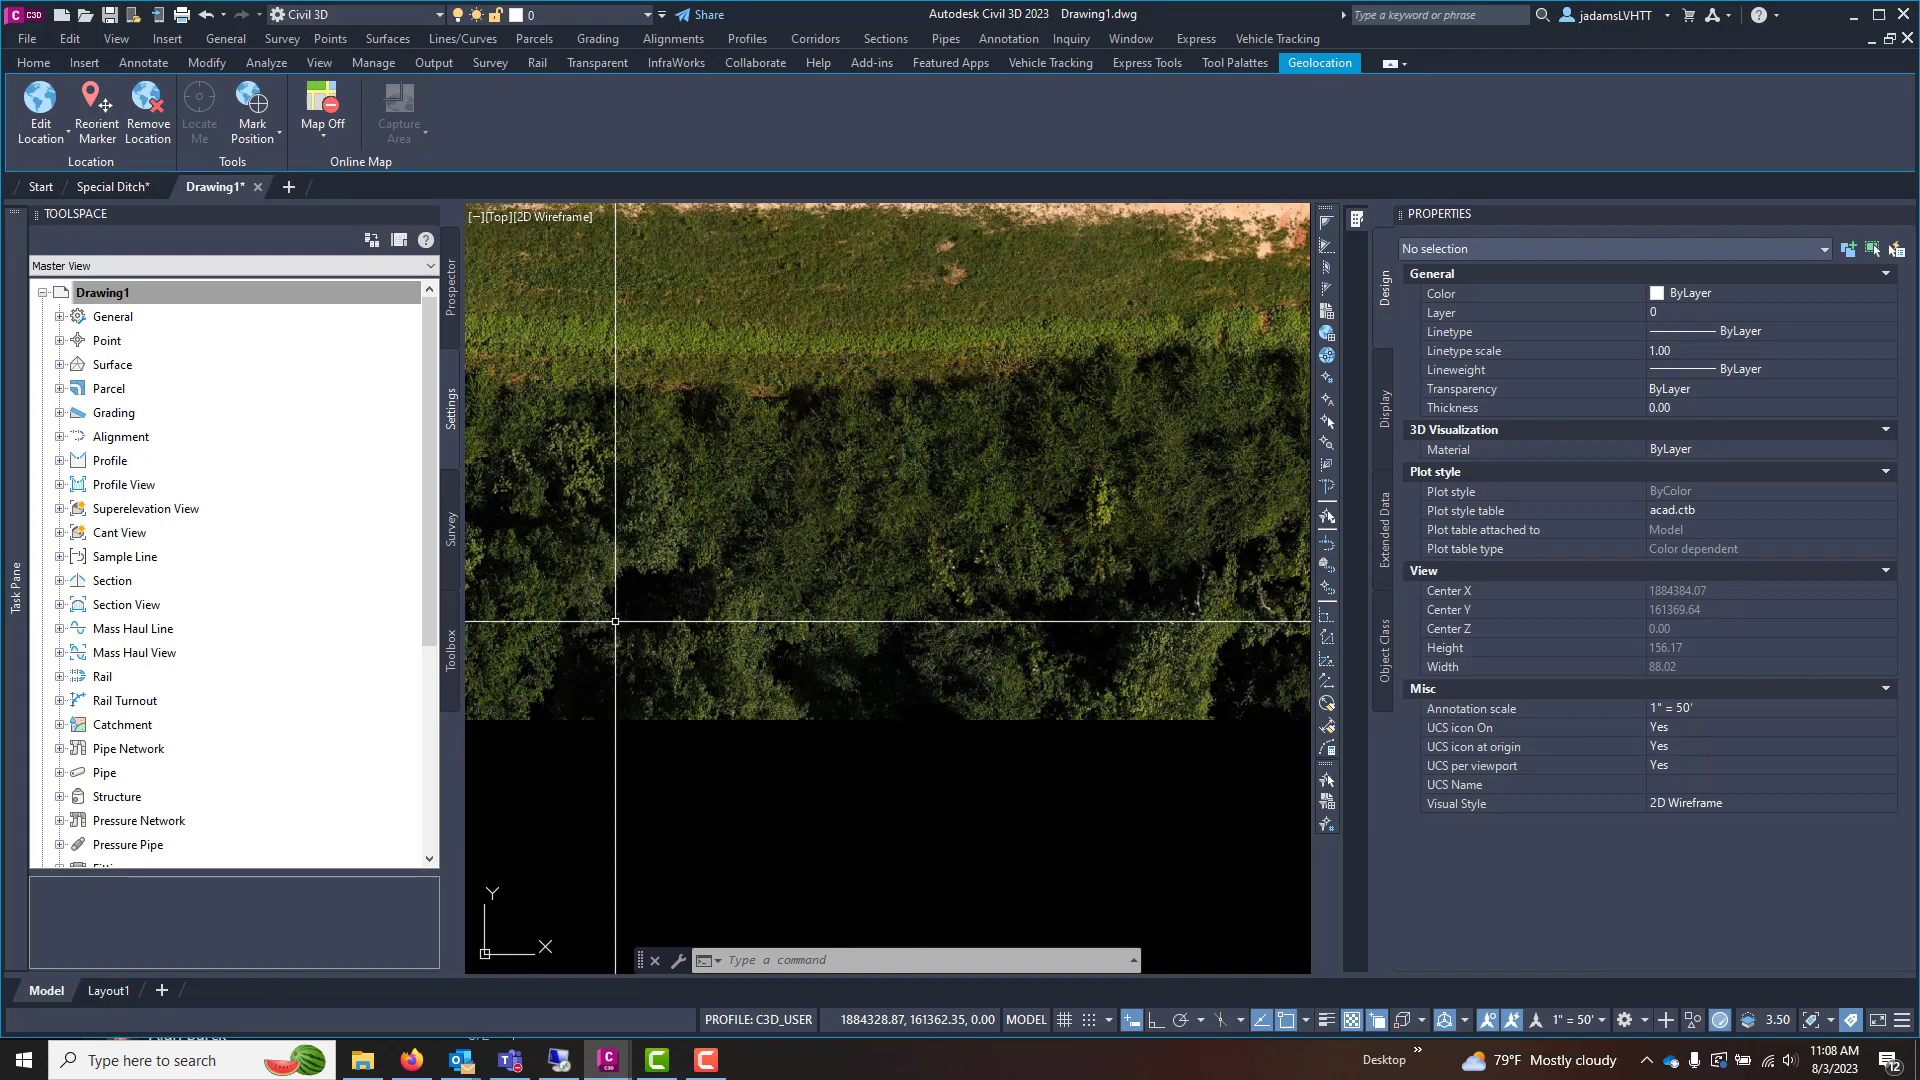 C3D
Civil 3D
0
Share
Autodesk Civil 3D 2023 Drawing1.dwg
Type a keyword or phrase
jadamsLVHTT
File Edit View Insert General Survey Points Surfaces Lines/Curves Parcels Grading Alignments Profiles Corridors Sections Pipes Annotation Inquiry Window Express Vehicle Tracking
Home Insert Annotate Modify Analyze View Manage Output Survey Rail Transparent InfraWorks Collaborate Help Add-ins Featured Apps Vehicle Tracking Express Tools Tool Palettes Geolocation
Edit Location
Reorient Marker
Remove Location
Locate Me
Mark Position
Map Off
Capture Area
Location
Tools
Online Map
Start
Special Ditch*
Drawing1*
TOOLSPACE
Master View
Drawing1
General
Point
Surface
Parcel
Grading
Alignment
Profile
Profile View
Superelevation View
Cant View
Sample Line
Section
Section View
Mass Haul Line
Mass Haul View
Rail
Rail Turnout
Catchment
Pipe Network
Pipe
Structure
Pressure Network
Pressure Pipe
Task Pane
Prospector
Settings
Survey
Toolbox
[−][Top][2D Wireframe]
Y
X
Type a command
PROPERTIES
No selection
Design
Display
Extended Data
Object Class
General
Color ByLayer
Layer 0
Linetype ByLayer
Linetype scale 1.00
Lineweight ByLayer
Transparency ByLayer
Thickness 0.00
3D Visualization
Material ByLayer
Plot style
Plot style ByColor
Plot style table acad.ctb
Plot table attached to Model
Plot table type Color dependent
View
Center X 1884384.07
Center Y 161369.64
Center Z 0.00
Height 156.17
Width 88.02
Misc
Annotation scale 1" = 50'
UCS icon On Yes
UCS icon at origin Yes
UCS per viewport Yes
UCS Name
Visual Style 2D Wireframe
Model
Layout1
PROFILE: C3D_USER
1884328.87, 161362.35, 0.00
MODEL
1" = 50'
3.50
Type here to search
Desktop
79°F Mostly cloudy
11:08 AM
8/3/2023
12